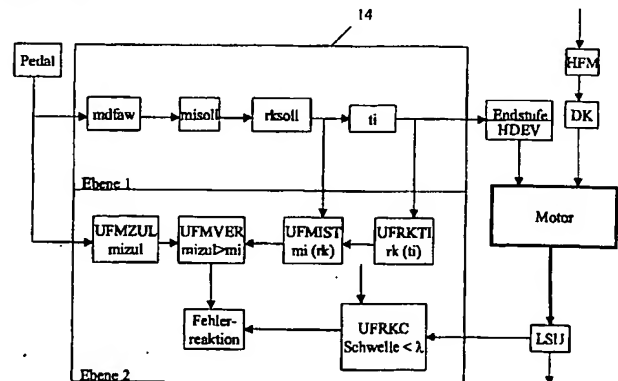 14
Pedal
HFM
mdfaw
misoll
rksoll
ti
Endstufe
HDEV
DK
Ebene 1
Motor
UFMZUL
mizul
UFMVER
mizul>mi
UFMIST
mi (rk)
UFRKTI
rk (ti)
Fehler-
reaktion
UFRKC
Schwelle < λ
LSU
Ebene 2